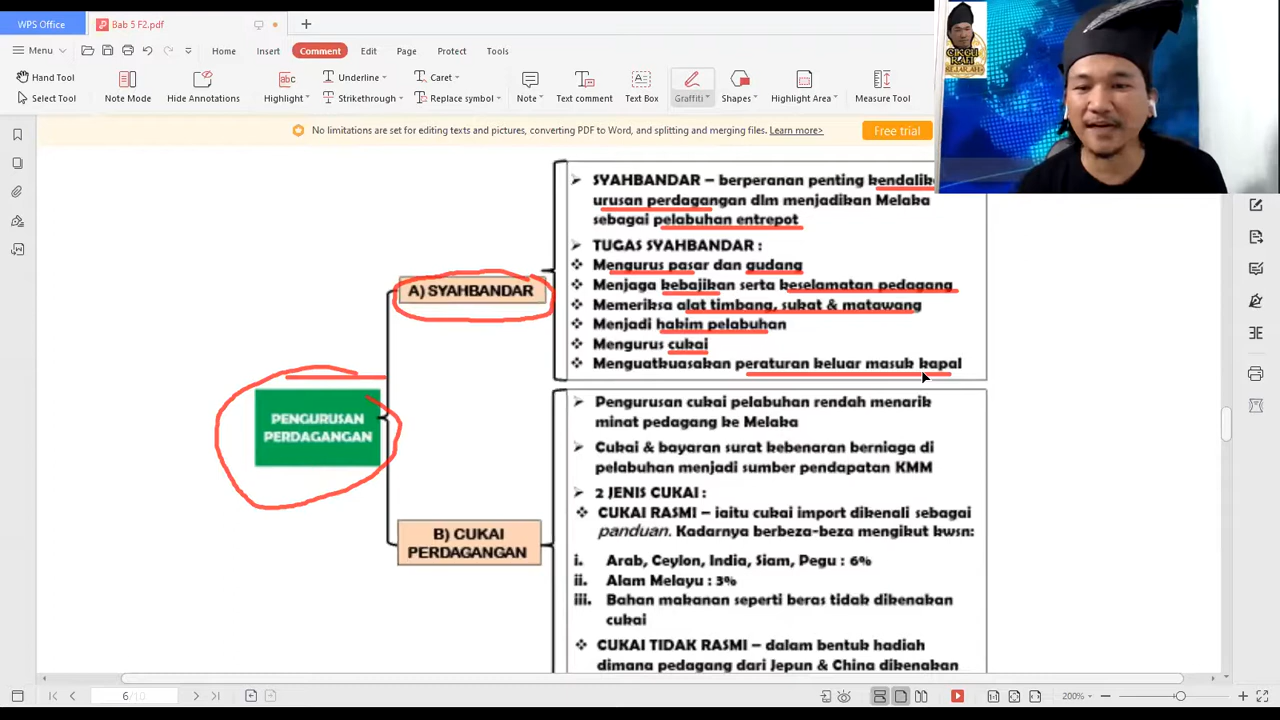 WPS Office
Bab 5 F2.pdf
Menu
Home
Insert
Comment
Edit
Page
Protect
Tools
Hand Tool
Select Tool
Note Mode
Hide Annotations
Highlight
Underline
Strikethrough
Caret
Replace symbol
Note
Text comment
Text Box
Graffiti
Shapes
Highlight Area
Measure Tool
No limitations are set for editing texts and pictures, converting PDF to Word, and splitting and merging files. Learn more>
Free trial
CIKGU
RAFI
SEJARAH
PENGURUSAN
PERDAGANGAN
A) SYAHBANDAR
SYAHBANDAR – berperanan penting
urusan perdagangan dlm menjadikan Melaka
sebagai pelabuhan entrepot
TUGAS SYAHBANDAR :
Mengurus pasar dan gudang
Menjaga kebajikan serta keselamatan pedagang
Memeriksa alat timbang, sukat & matawang
Menjadi hakim pelabuhan
Mengurus cukai
Menguatkuasakan peraturan keluar masuk kapal
B) CUKAI
PERDAGANGAN
Pengurusan cukai pelabuhan rendah menarik
minat pedagang ke Melaka
Cukai & bayaran surat kebenaran berniaga di
pelabuhan menjadi sumber pendapatan KMM
2 JENIS CUKAI :
CUKAI RASMI – iaitu cukai import dikenali sebagai
panduan. Kadarnya berbeza-beza mengikut kwsn:
i. Arab, Ceylon, India, Siam, Pegu : 6%
ii. Alam Melayu : 3%
iii. Bahan makanan seperti beras tidak dikenakan
cukai
CUKAI TIDAK RASMI – dalam bentuk hadiah
dimana pedagang dari Jepun & China dikenakan
6/10
200%